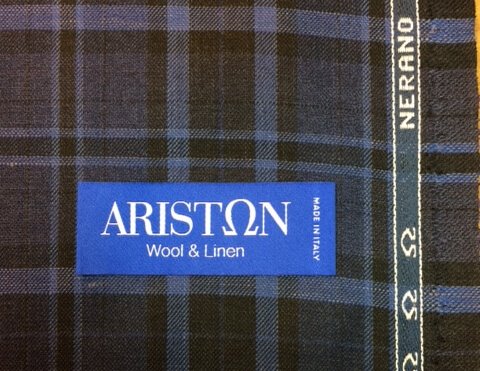 ARISTΩN
Wool & Linen
MADE IN ITALY
NERANO